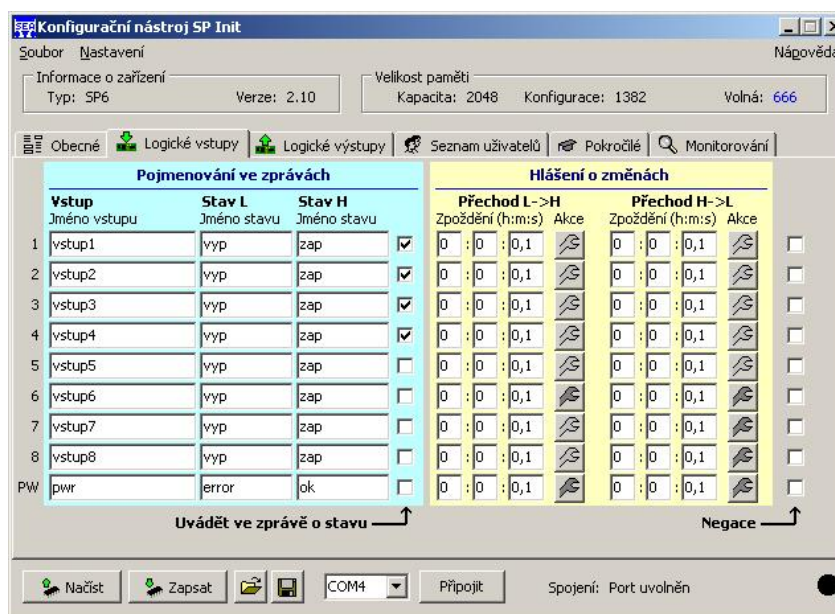 SEA Konfigurační nástroj SP Init
Soubor Nastavení Nápověda
Informace o zařízení Velikost paměti
Typ: SP6 Verze: 2.10 Kapacita: 2048 Konfigurace: 1382 Volná: 666
Obecné Logické vstupy Logické výstupy Seznam uživatelů Pokročilé Monitorování
Pojmenování ve zprávách Hlášení o změnách
Vstup Stav L Stav H Přechod L->H Přechod H->L
Jméno vstupu Jméno stavu Jméno stavu Zpoždění (h:m:s) Akce Zpoždění (h:m:s) Akce
1 vstup1 vyp zap 0 : 0 : 0,1 0 : 0 : 0,1
2 vstup2 vyp zap 0 : 0 : 0,1 0 : 0 : 0,1
3 vstup3 vyp zap 0 : 0 : 0,1 0 : 0 : 0,1
4 vstup4 vyp zap 0 : 0 : 0,1 0 : 0 : 0,1
5 vstup5 vyp zap 0 : 0 : 0,1 0 : 0 : 0,1
6 vstup6 vyp zap 0 : 0 : 0,1 0 : 0 : 0,1
7 vstup7 vyp zap 0 : 0 : 0,1 0 : 0 : 0,1
8 vstup8 vyp zap 0 : 0 : 0,1 0 : 0 : 0,1
PW pwr error ok 0 : 0 : 0,1 0 : 0 : 0,1
Uvádět ve zprávě o stavu Negace
Načíst Zapsat COM4 Připojit Spojení: Port uvolněn